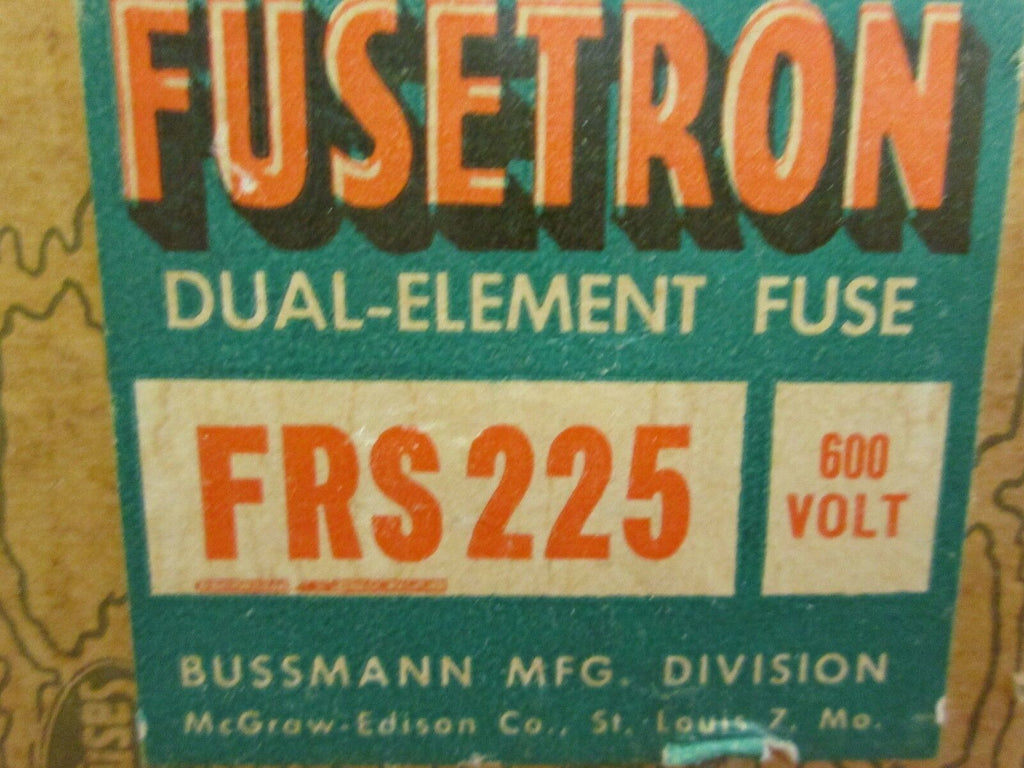 FUSETRON
DUAL-ELEMENT FUSE
FRS 225
600
VOLT
BUSSMANN MFG. DIVISION
McGraw-Edison Co., St. Louis 7, Mo.